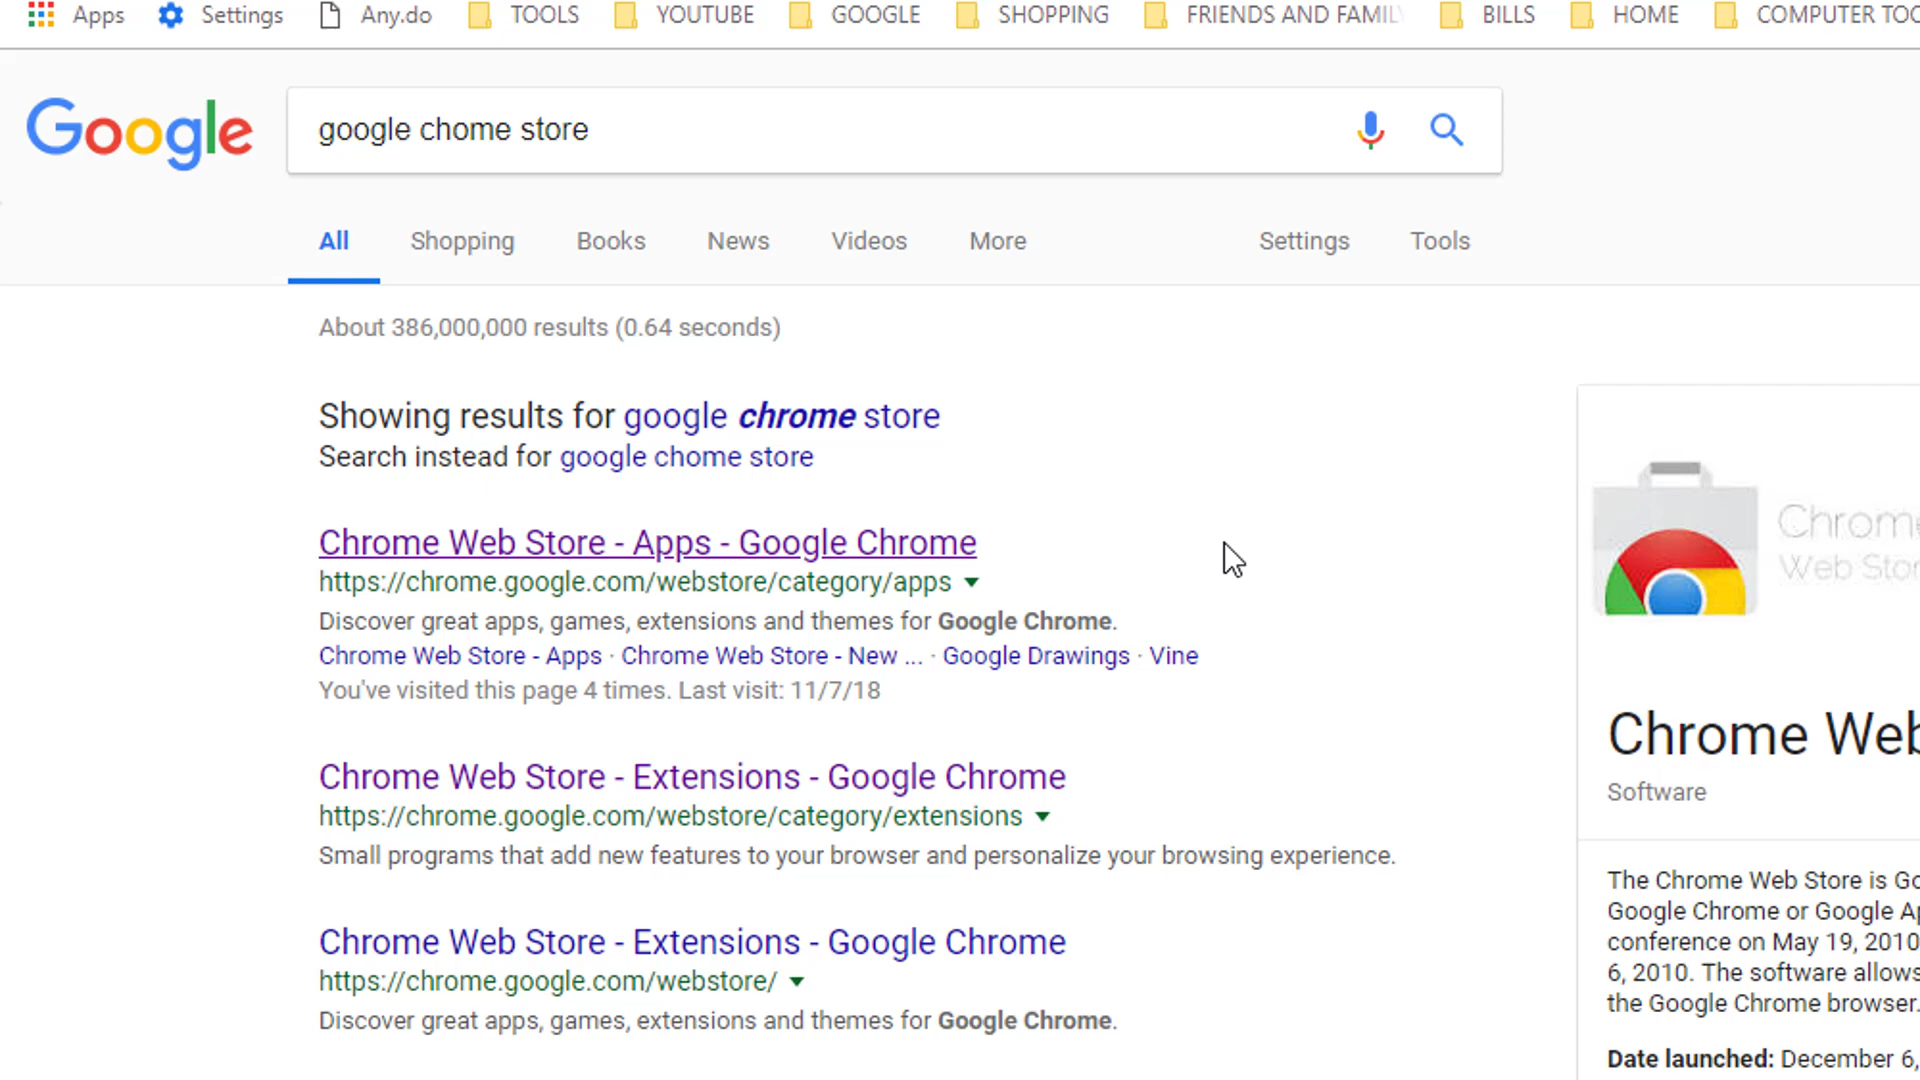 Apps Settings Any.do TOOLS YOUTUBE GOOGLE SHOPPING FRIENDS AND FAMILY BILLS HOME COMPUTER TOO
Google google chome store
All Shopping Books News Videos More Settings Tools
About 386,000,000 results (0.64 seconds)
Showing results for google chrome store
Search instead for google chome store
Chrome Web Store - Apps - Google Chrome
https://chrome.google.com/webstore/category/apps
Discover great apps, games, extensions and themes for Google Chrome.
Chrome Web Store - Apps · Chrome Web Store - New ... · Google Drawings · Vine
You've visited this page 4 times. Last visit: 11/7/18
Chrome Web Store - Extensions - Google Chrome
https://chrome.google.com/webstore/category/extensions
Small programs that add new features to your browser and personalize your browsing experience.
Chrome Web Store - Extensions - Google Chrome
https://chrome.google.com/webstore/
Discover great apps, games, extensions and themes for Google Chrome.
Chrome
Web Stor
Chrome Web
Software
The Chrome Web Store is Go
Google Chrome or Google Ap
conference on May 19, 2010
6, 2010. The software allows
the Google Chrome browser.
Date launched: December 6,